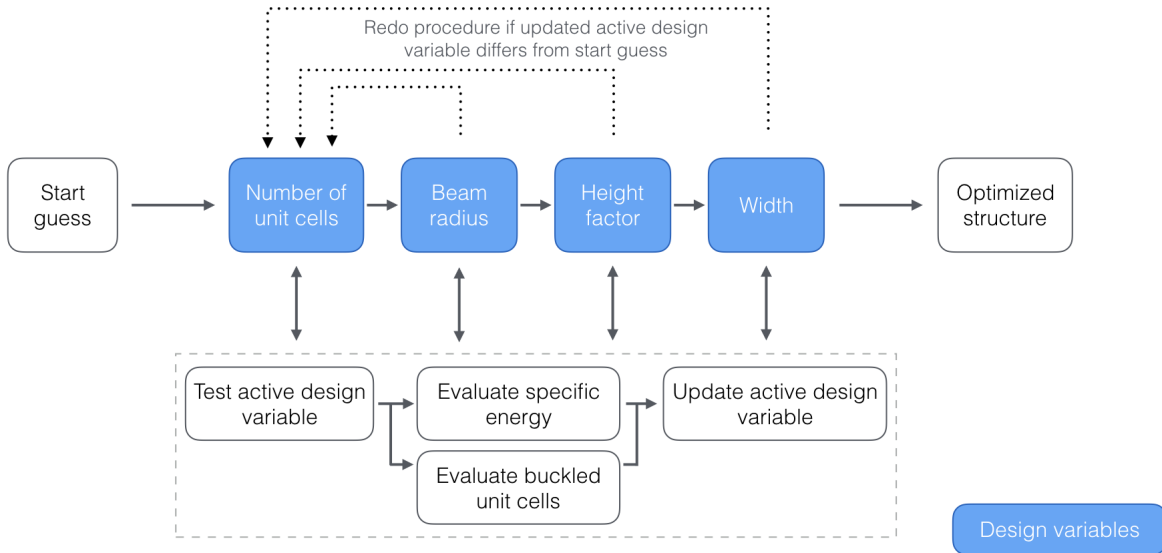 Redo procedure if updated active design
variable differs from start guess
Start
guess
Number of
unit cells
Beam
radius
Height
factor
Width
Optimized
structure
Test active design
variable
Evaluate specific
energy
Update active design
variable
Evaluate buckled
unit cells
Design variables